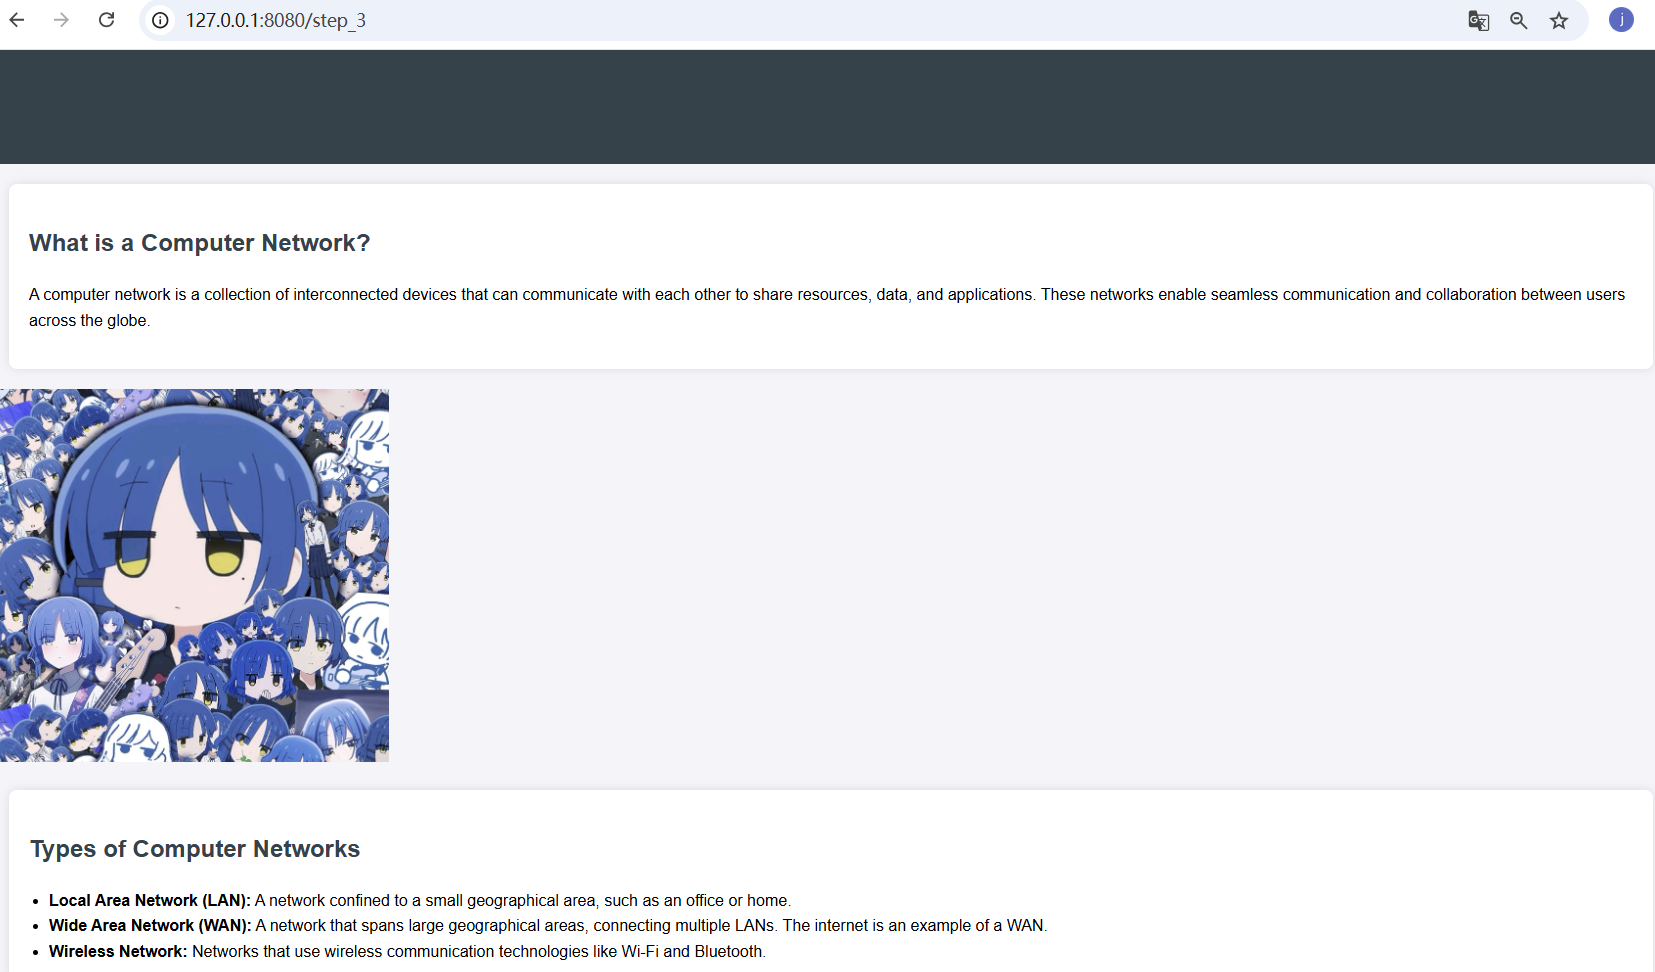 127.0.0.1:8080/step_3
j
What is a Computer Network?
A computer network is a collection of interconnected devices that can communicate with each other to share resources, data, and applications. These networks enable seamless communication and collaboration between users
across the globe.
Types of Computer Networks
• Local Area Network (LAN): A network confined to a small geographical area, such as an office or home.
• Wide Area Network (WAN): A network that spans large geographical areas, connecting multiple LANs. The internet is an example of a WAN.
• Wireless Network: Networks that use wireless communication technologies like Wi-Fi and Bluetooth.